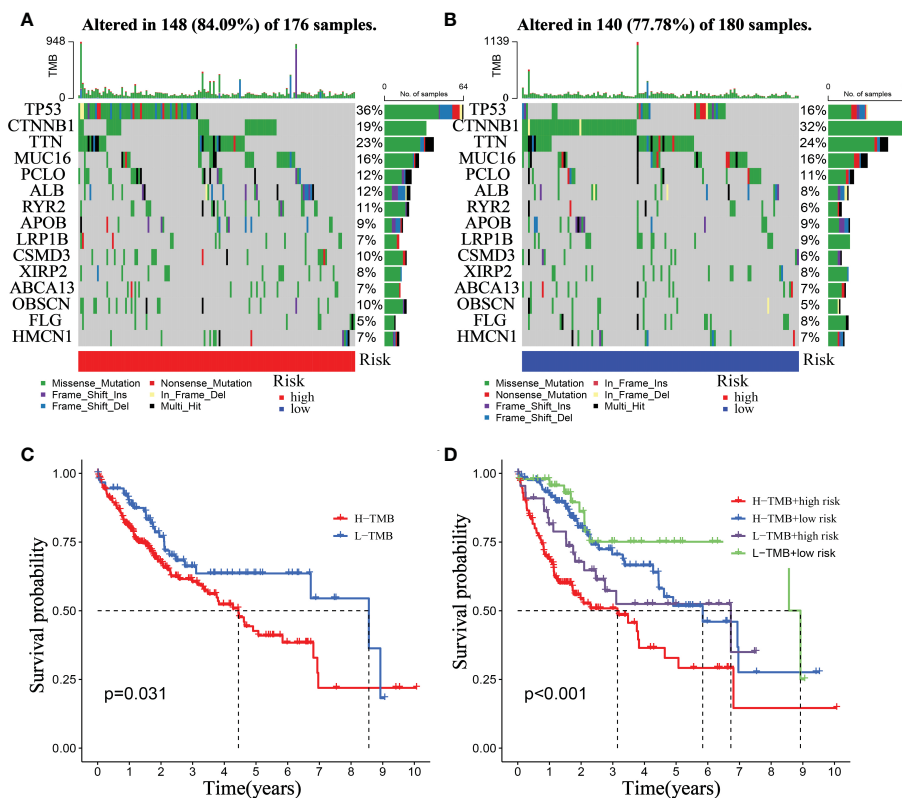 A
Altered in 148 (84.09%) of 176 samples.
948
TMB
0
0 64
No. of samples
TP53 36%
CTNNB1 19%
TTN 23%
MUC16 16%
PCLO 12%
ALB 12%
RYR2 11%
APOB 9%
LRP1B 7%
CSMD3 10%
XIRP2 8%
ABCA13 7%
OBSCN 10%
FLG 5%
HMCN1 7%
Risk
Missense_Mutation
Frame_Shift_Ins
Frame_Shift_Del
Nonsense_Mutation
In_Frame_Del
Multi_Hit
Risk
high
low
B
Altered in 140 (77.78%) of 180 samples.
1139
TMB
0
0
No. of samples
TP53 16%
CTNNB1 32%
TTN 24%
MUC16 16%
PCLO 11%
ALB 8%
RYR2 6%
APOB 9%
LRP1B 9%
CSMD3 6%
XIRP2 8%
ABCA13 7%
OBSCN 5%
FLG 8%
HMCN1 7%
Risk
Missense_Mutation
Nonsense_Mutation
Frame_Shift_Ins
Frame_Shift_Del
In_Frame_Ins
In_Frame_Del
Multi_Hit
Risk
high
low
C
Survival probability
1.00
0.75
0.50
0.25
0.00
H-TMB
L-TMB
p=0.031
0 1 2 3 4 5 6 7 8 9 10
Time(years)
D
Survival probability
1.00
0.75
0.50
0.25
0.00
H-TMB+high risk
H-TMB+low risk
L-TMB+high risk
L-TMB+low risk
p<0.001
0 1 2 3 4 5 6 7 8 9 10
Time(years)